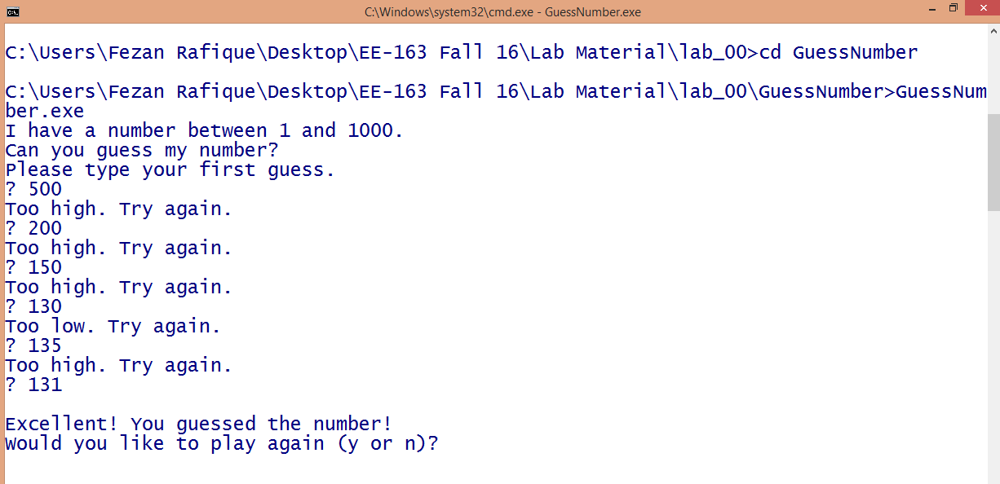 C:\Windows\system32\cmd.exe - GuessNumber.exe
C:\Users\Fezan Rafique\Desktop\EE-163 Fall 16\Lab Material\lab_00>cd GuessNumber
C:\Users\Fezan Rafique\Desktop\EE-163 Fall 16\Lab Material\lab_00\GuessNumber>GuessNum
ber.exe
I have a number between 1 and 1000.
Can you guess my number?
Please type your first guess.
? 500
Too high. Try again.
? 200
Too high. Try again.
? 150
Too high. Try again.
? 130
Too low. Try again.
? 135
Too high. Try again.
? 131
Excellent! You guessed the number!
Would you like to play again (y or n)?